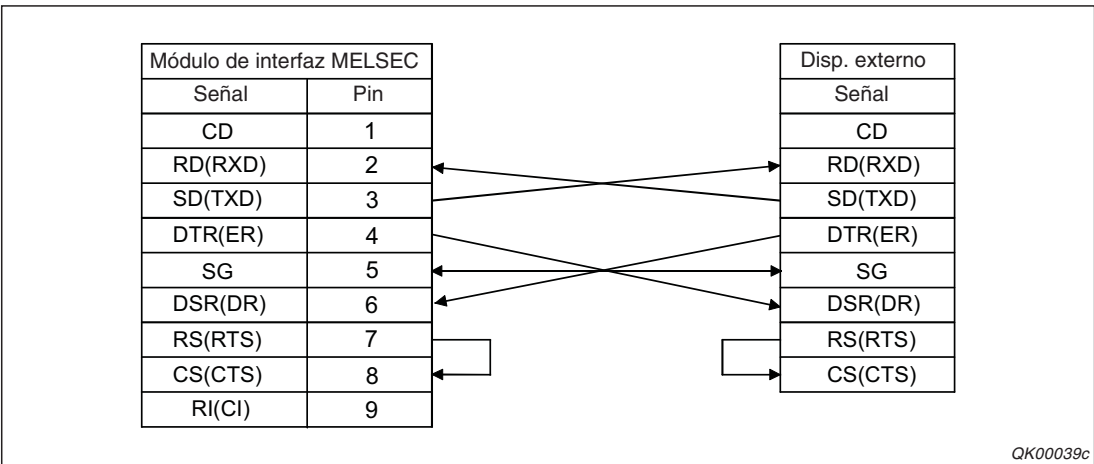 Módulo de interfaz MELSEC Disp. externo
Señal Pin Señal
CD 1 CD
RD(RXD) 2 RD(RXD)
SD(TXD) 3 SD(TXD)
DTR(ER) 4 DTR(ER)
SG 5 SG
DSR(DR) 6 DSR(DR)
RS(RTS) 7 RS(RTS)
CS(CTS) 8 CS(CTS)
RI(CI) 9
QK00039c